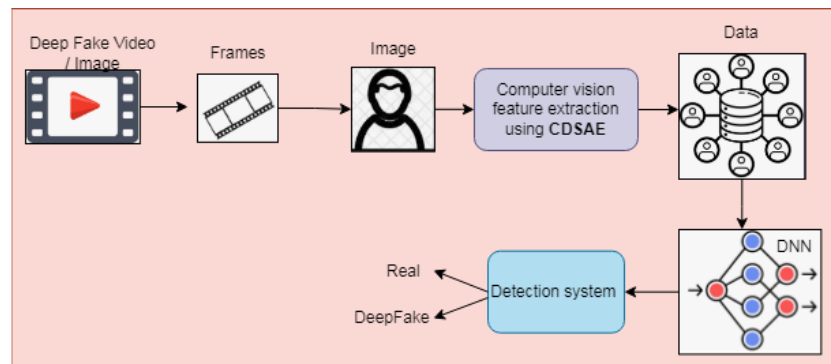 Deep Fake Video
/ Image
Frames
Image
Computer vision
feature extraction
using CDSAE
Data
DNN
Detection system
Real
DeepFake